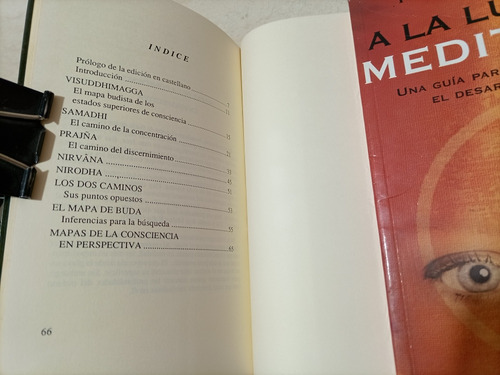 INDICE
Prólogo de la edición en castellano
Introducción 7
VISUDDHIMAGGA
El mapa budista de los
estados superiores de consciencia
SAMADHI
El camino de la concentración
PRAJÑA
El camino del discernimiento
NIRVÂNA
NIRODHA
LOS DOS CAMINOS
Sus puntos opuestos
EL MAPA DE BUDA
Inferencias para la búsqueda
MAPAS DE LA CONSCIENCIA
EN PERSPECTIVA
66
A LA LU
MEDIT
UNA GUÍA PAR
EL DESAR